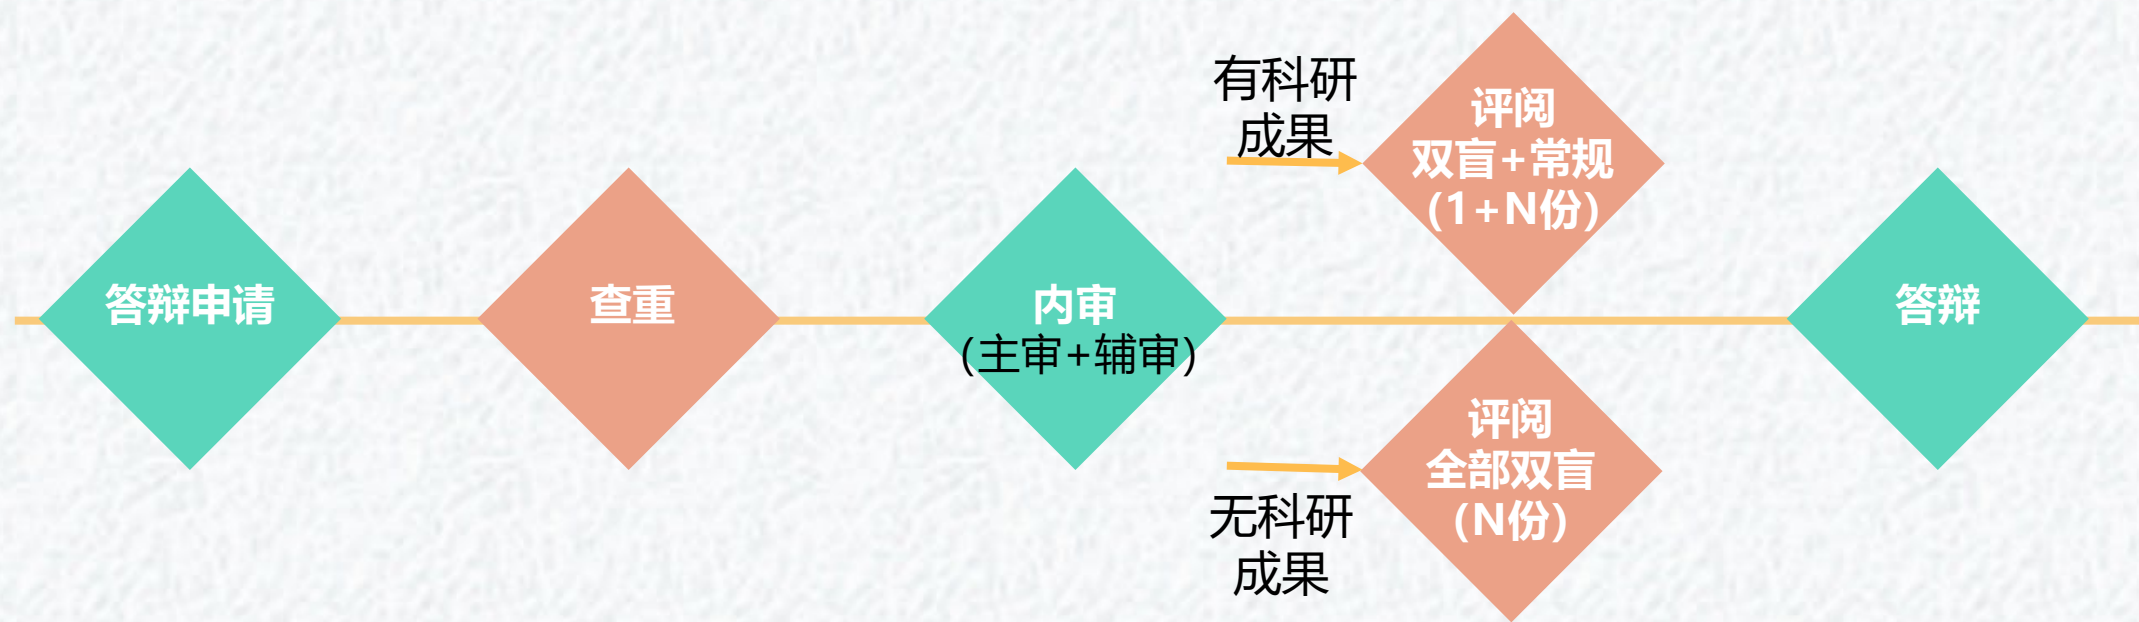 答辩申请
查重
内审
（主审+辅审）
有科研
成果
评阅
双盲+常规
（1+N份）
无科研
成果
评阅
全部双盲
（N份）
答辩